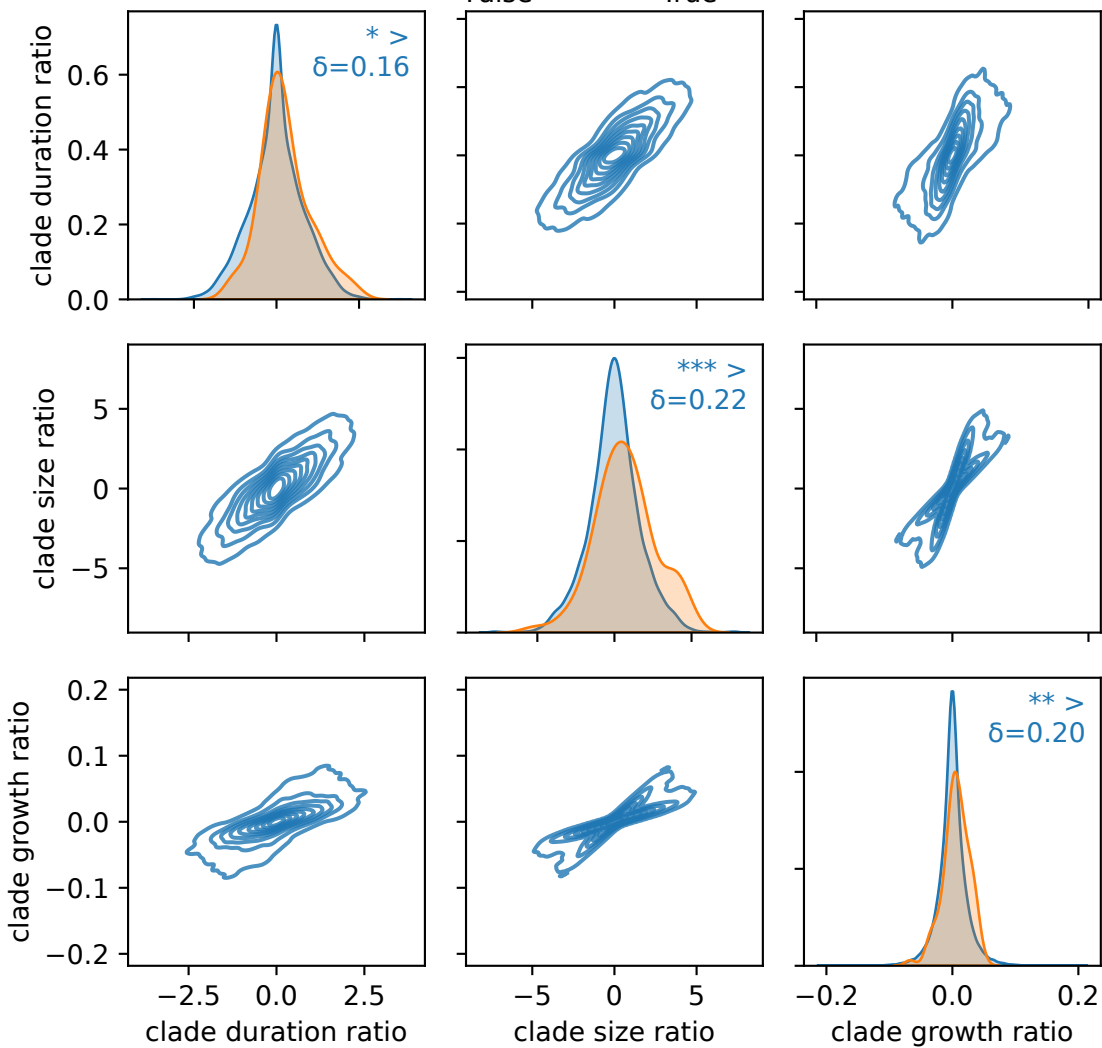 clade duration ratio
0.6
0.4
0.2
0.0
* >
δ=0.16
clade size ratio
5
0
−5
*** >
δ=0.22
clade growth ratio
0.2
0.1
0.0
−0.1
−0.2
** >
δ=0.20
−2.5 0.0 2.5
−5 0 5
−0.2 0.0 0.2
clade duration ratio
clade size ratio
clade growth ratio